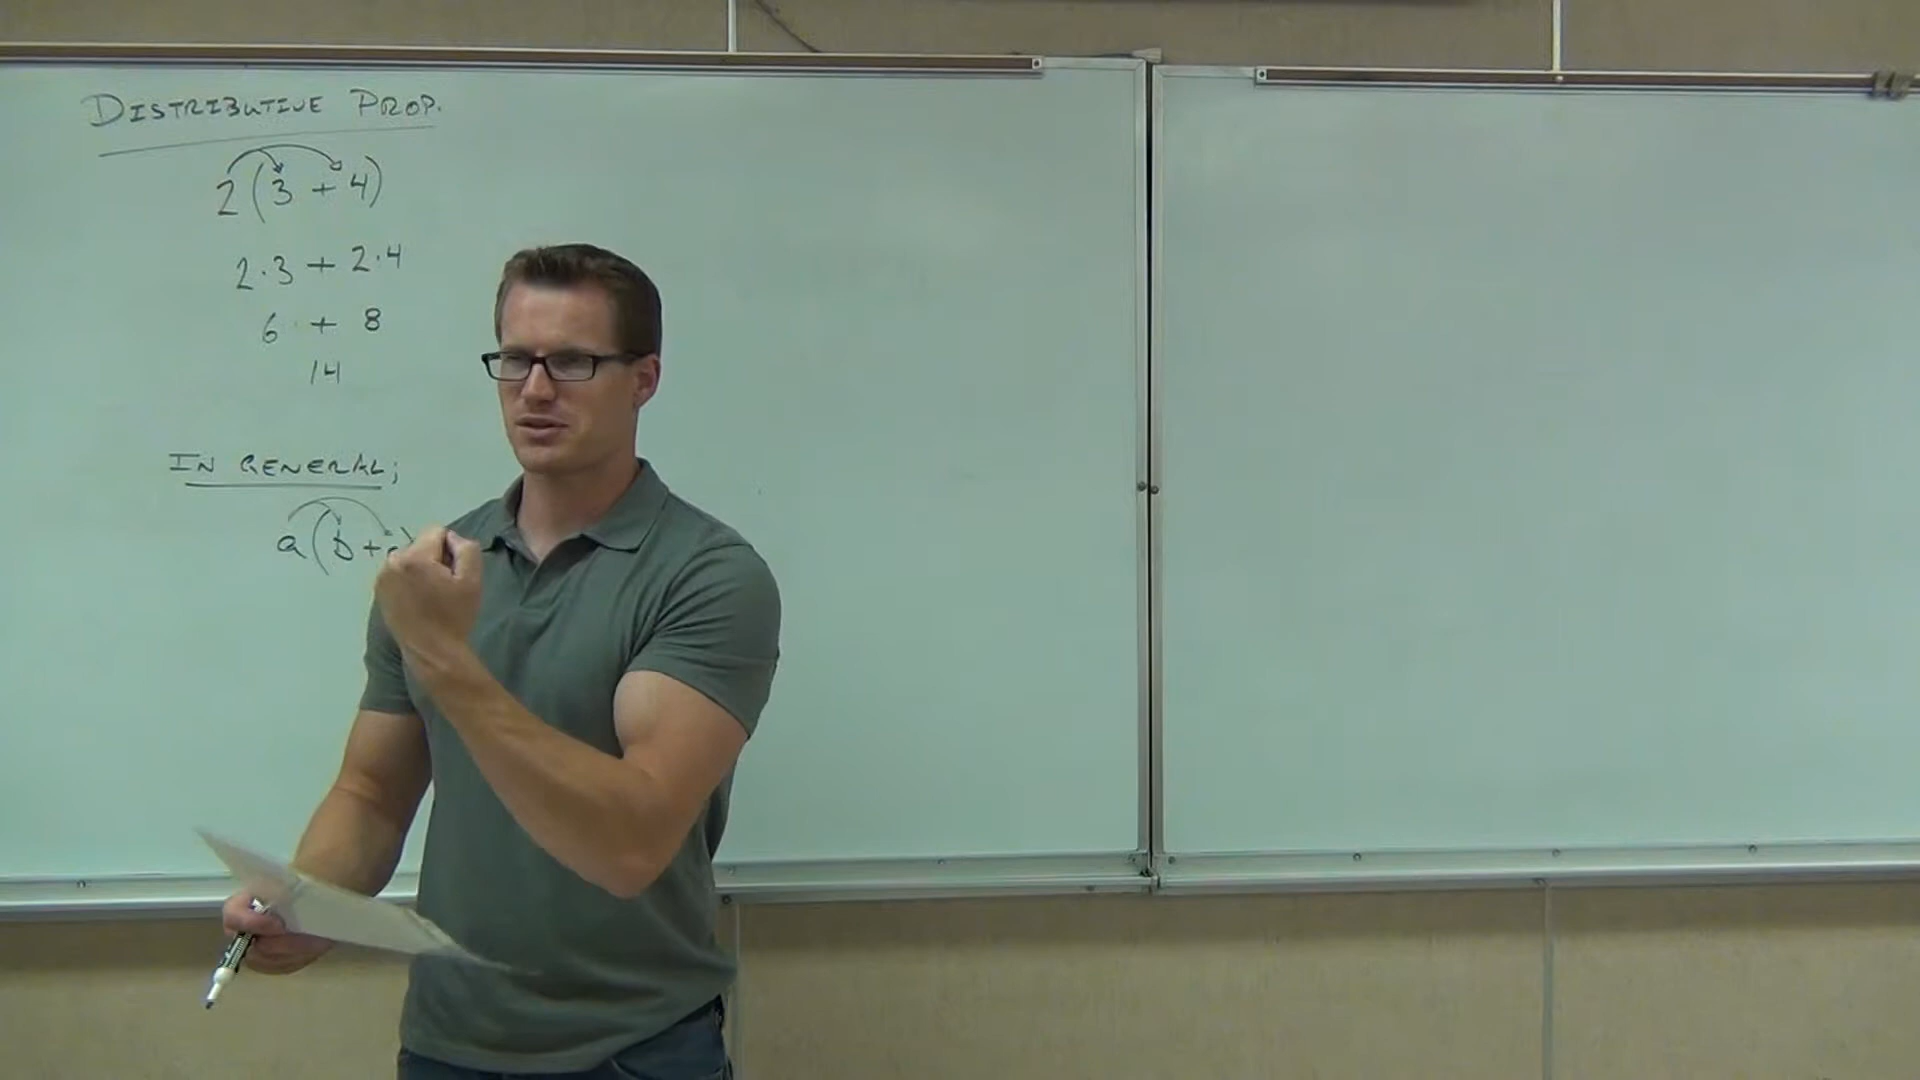 DISTRIBUTIVE PROP.
2(3 + 4)
2·3 + 2·4
6 + 8
14
IN GENERAL;
a(b+c)